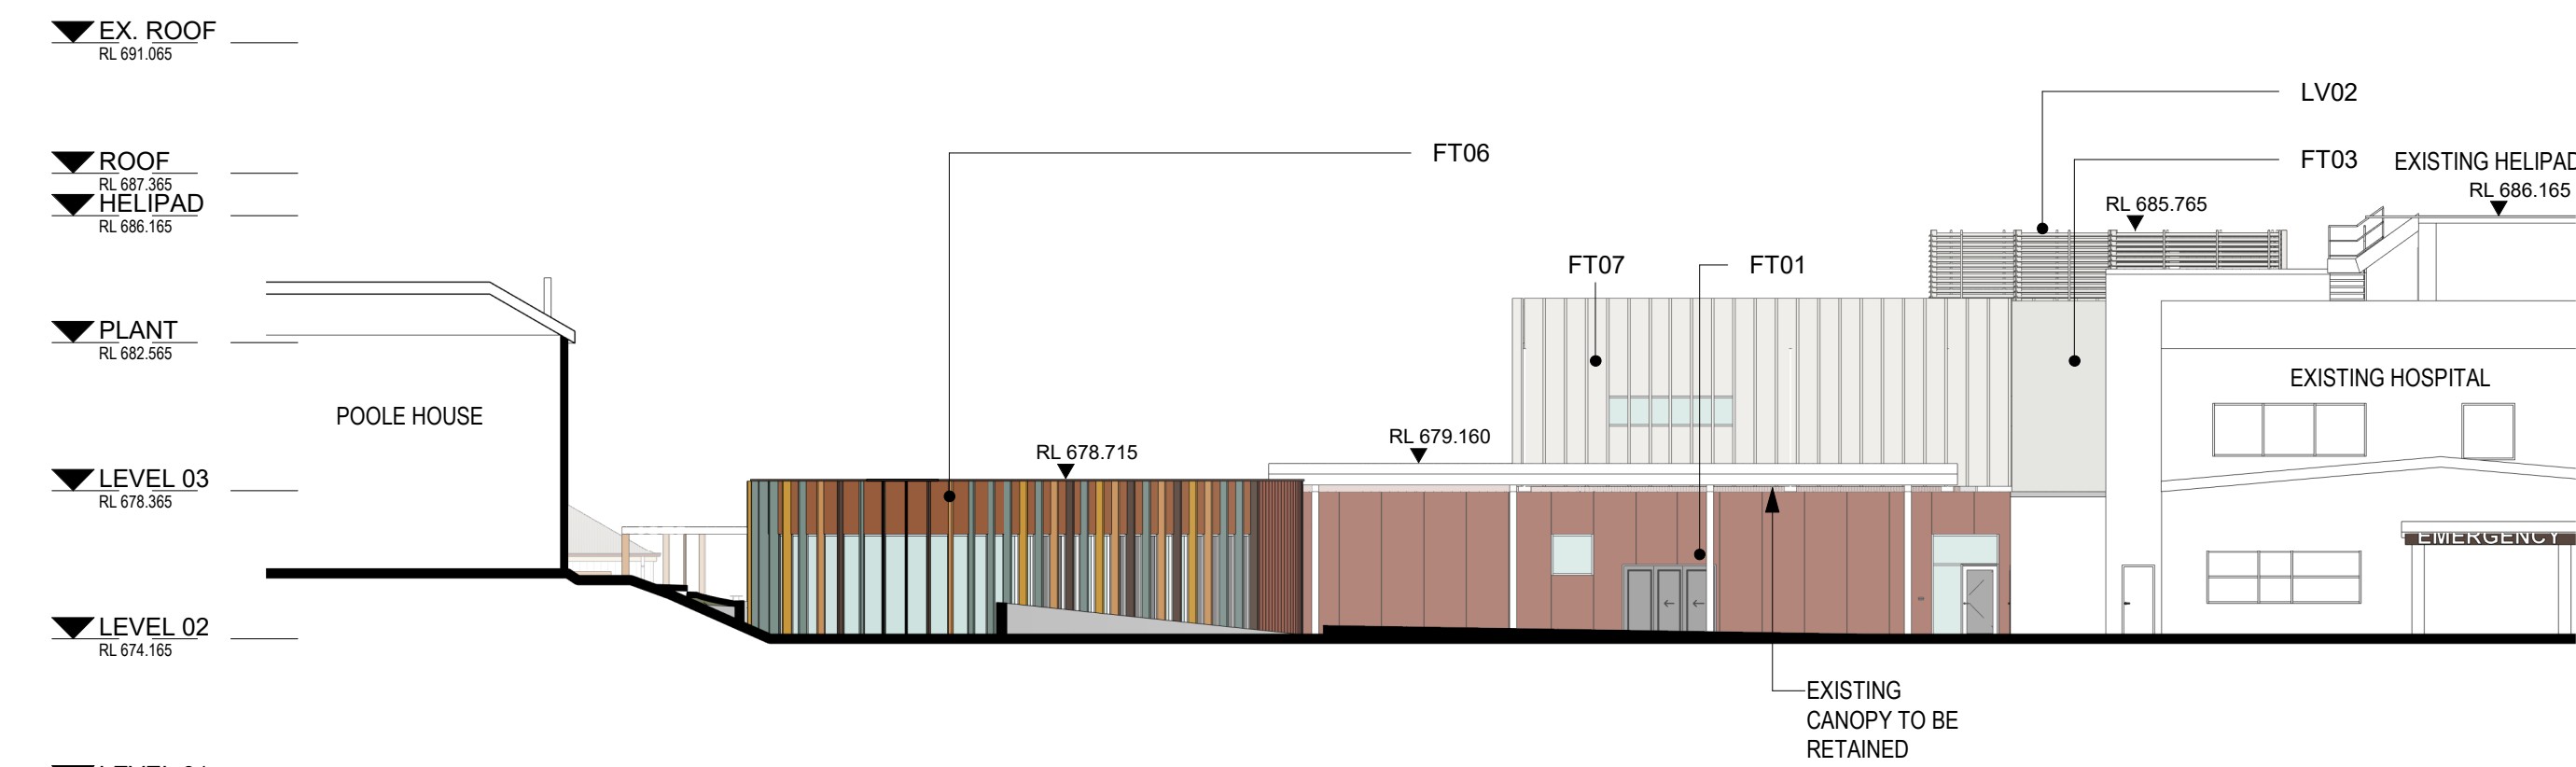 EX. ROOF
RL 691.065
ROOF
RL 687.365
HELIPAD
RL 686.165
PLANT
RL 682.565
LEVEL 03
RL 678.365
LEVEL 02
RL 674.165
POOLE HOUSE
FT06
RL 678.715
RL 679.160
FT07
FT01
LV02
FT03
EXISTING HELIPAD
RL 686.165
RL 685.765
EXISTING HOSPITAL
EMERGENCY
EXISTING
CANOPY TO BE
RETAINED